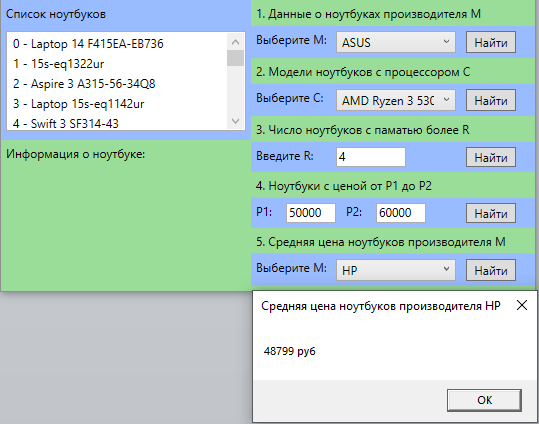 Список ноутбуков
0 - Laptop 14 F415EA-EB736
1 - 15s-eq1322ur
2 - Aspire 3 A315-56-34Q8
3 - Laptop 15s-eq1142ur
4 - Swift 3 SF314-43
Информация о ноутбуке:
1. Данные о ноутбуках производителя M
Выберите M: ASUS Найти
2. Модели ноутбуков с процессором C
Выберите C: AMD Ryzen 3 530 Найти
3. Число ноутбуков с паматью более R
Введите R: 4 Найти
4. Ноутбуки с ценой от P1 до P2
P1: 50000 P2: 60000 Найти
5. Средняя цена ноутбуков производителя M
Выберите M: HP Найти
Средняя цена ноутбуков производителя HP
48799 руб
OK